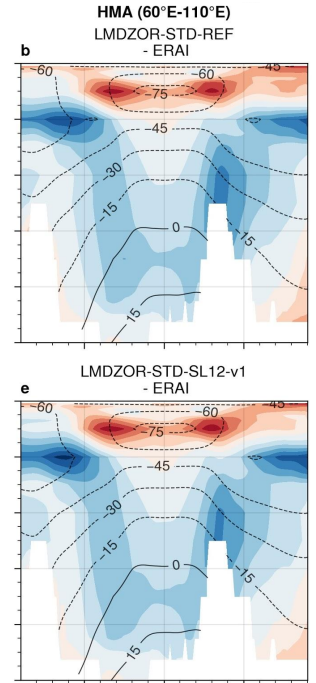 HMA (60°E-110°E)
LMDZOR-STD-REF
b - ERAI
-60 -60 -45
-75
-45
-30
-15 0 -15
15
LMDZOR-STD-SL12-v1
e - ERAI
-60 -60 -45
-75
-45
-30
-15 0 -15
15